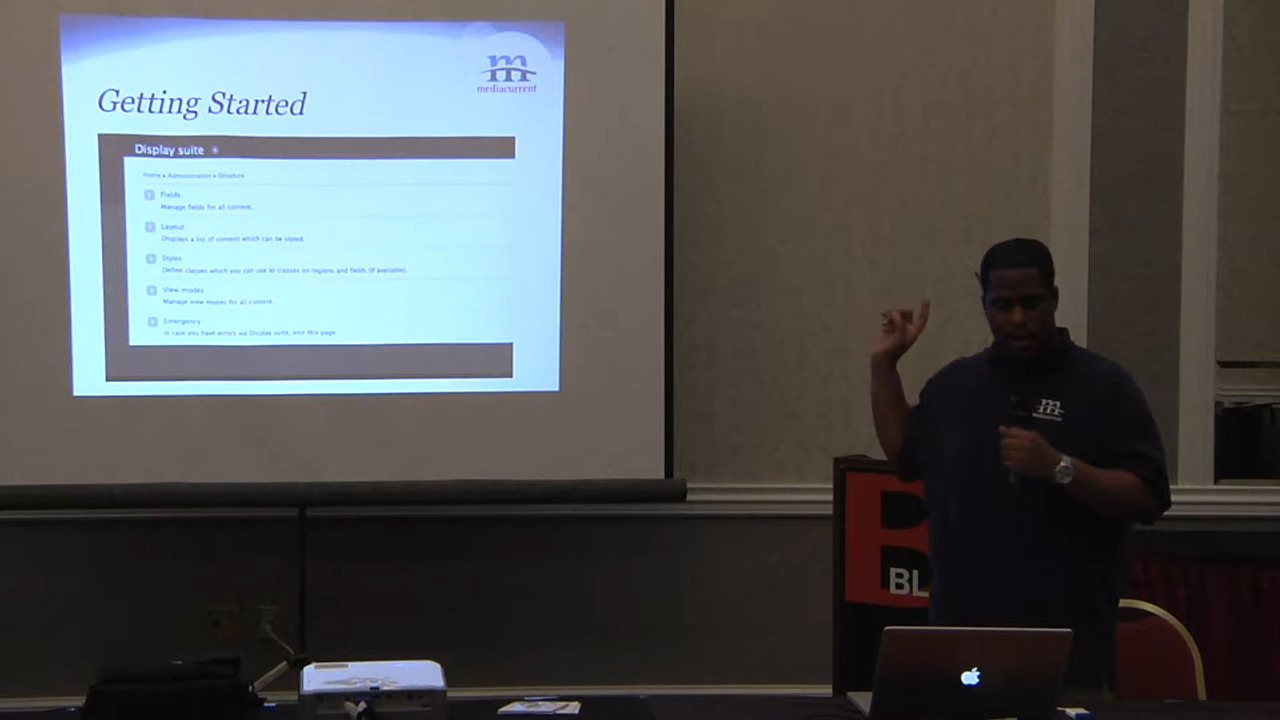 m
mediacurrent
Getting Started
Display suite
Home • Administration • Structure
Fields
Manage fields for all content.
Layout
Displays a list of content which can be styled.
Styles
Define classes which you can use as classes on regions and fields (if available).
View modes
Manage view modes for all content.
Emergency
In case you have errors via Display suite, visit this page.
m
BL